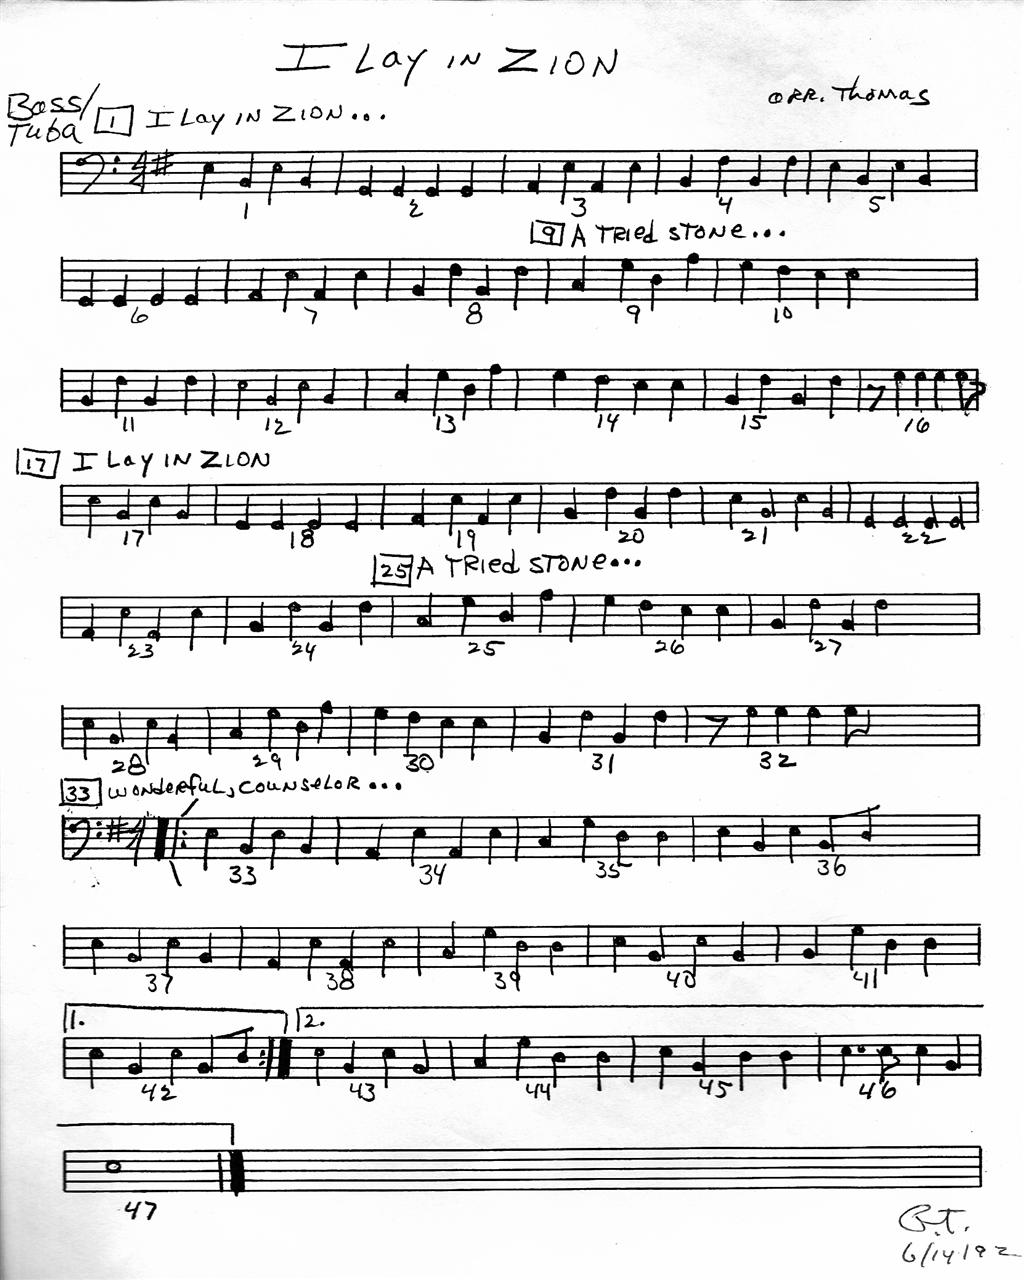 I Lay IN ZION
Bass/
Tuba
1 I Lay IN ZION...
ORR. Thomas
1 2 3 4 5
9 A TRied STONE...
6 7 8 9 10
11 12 13 14 15 16
17 I Lay IN ZION
17 18 19 20 21 22
25 A TRied STONE...
23 24 25 26 27
28 29 30 31 32
33 WONDERFUL, COUNSELOR...
33 34 35 36
37 38 39 40 41
1. 2.
42 43 44 45 46
47
R.T.
6/14/92